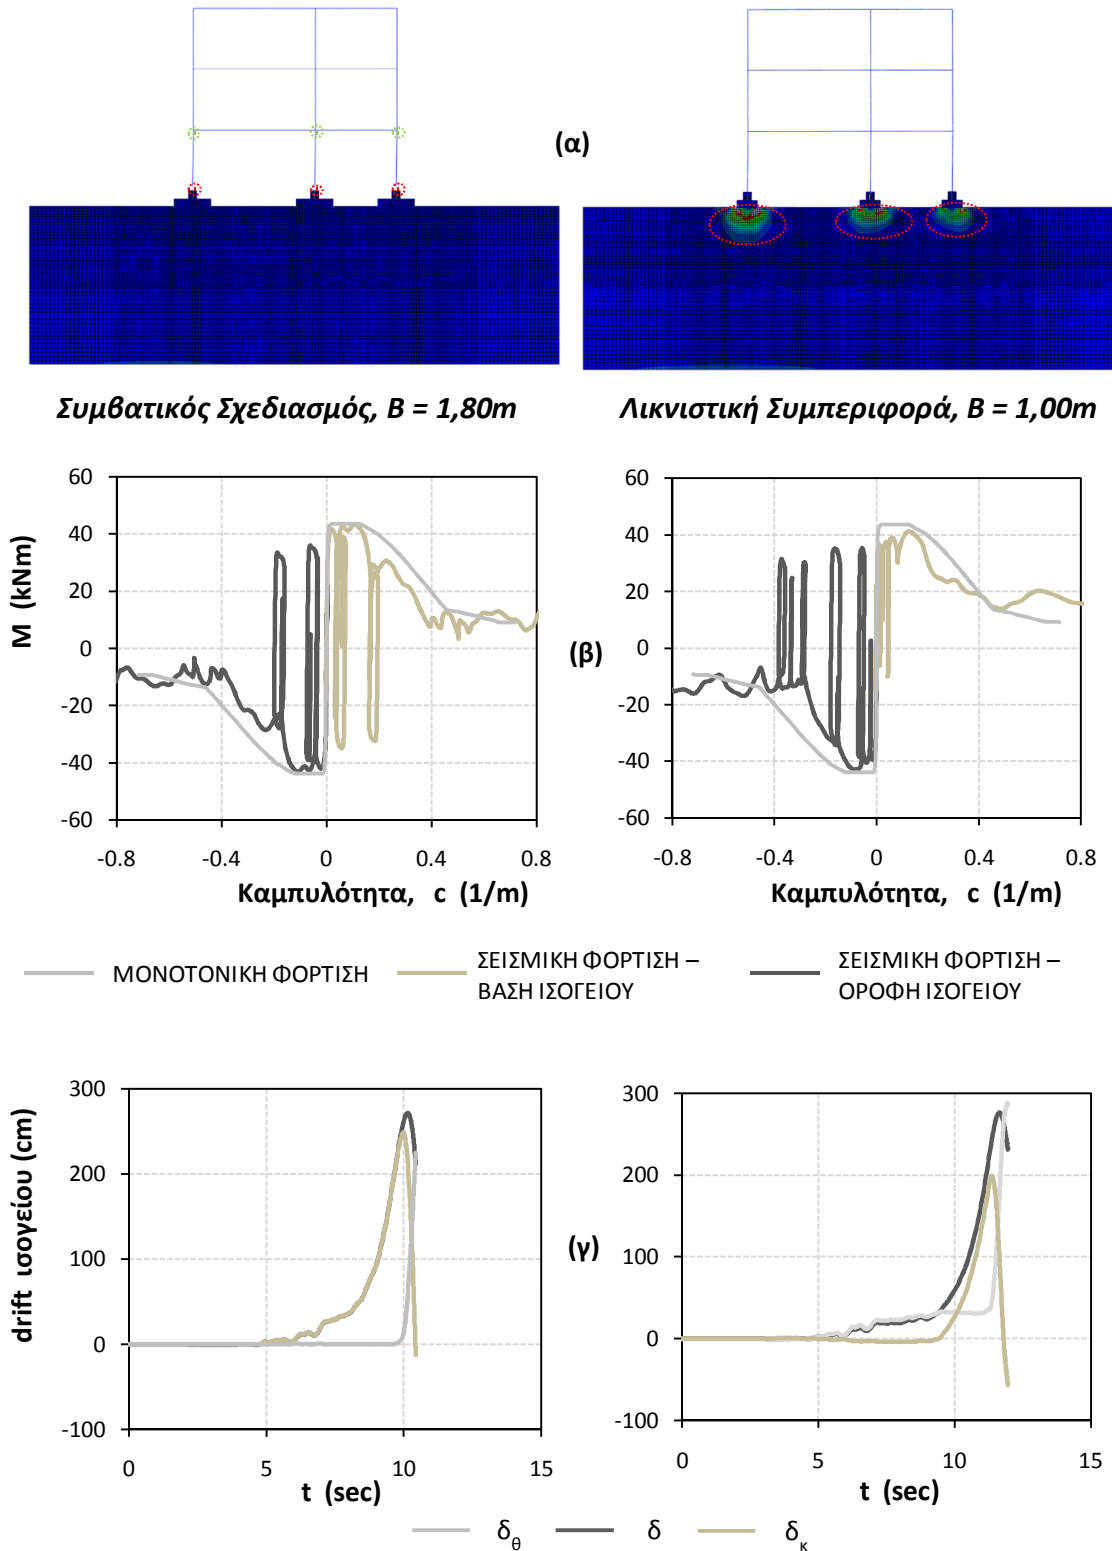 (α)
Συμβατικός Σχεδιασμός, B = 1,80m
Λικνιστική Συμπεριφορά, B = 1,00m
60
40
20
0
-20
-40
-60
M (kNm)
-0.8
-0.4
0
0.4
0.8
Καμπυλότητα, c (1/m)
(β)
60
40
20
0
-20
-40
-60
-0.8
-0.4
0
0.4
0.8
Καμπυλότητα, c (1/m)
ΜΟΝΟΤΟΝΙΚΗ ΦΟΡΤΙΣΗ
ΣΕΙΣΜΙΚΗ ΦΟΡΤΙΣΗ –
ΒΑΣΗ ΙΣΟΓΕΙΟΥ
ΣΕΙΣΜΙΚΗ ΦΟΡΤΙΣΗ –
ΟΡΟΦΗ ΙΣΟΓΕΙΟΥ
300
200
100
0
-100
drift ισογείου (cm)
0
5
10
15
t (sec)
(γ)
300
200
100
0
-100
0
5
10
15
t (sec)
δθ
δ
δκ